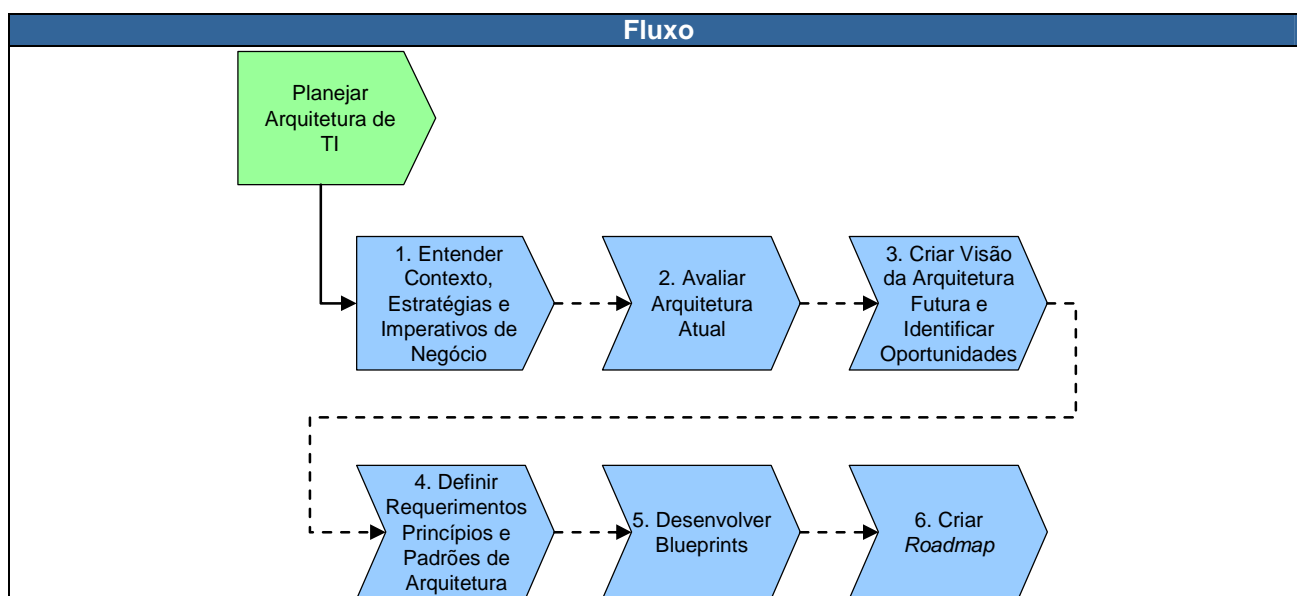 Fluxo
Planejar
Arquitetura de
TI
1. Entender
Contexto,
Estratégias e
Imperativos de
Negócio
2. Avaliar
Arquitetura
Atual
3. Criar Visão
da Arquitetura
Futura e
Identificar
Oportunidades
4. Definir
Requerimentos
Princípios e
Padrões de
Arquitetura
5. Desenvolver
Blueprints
6. Criar
Roadmap